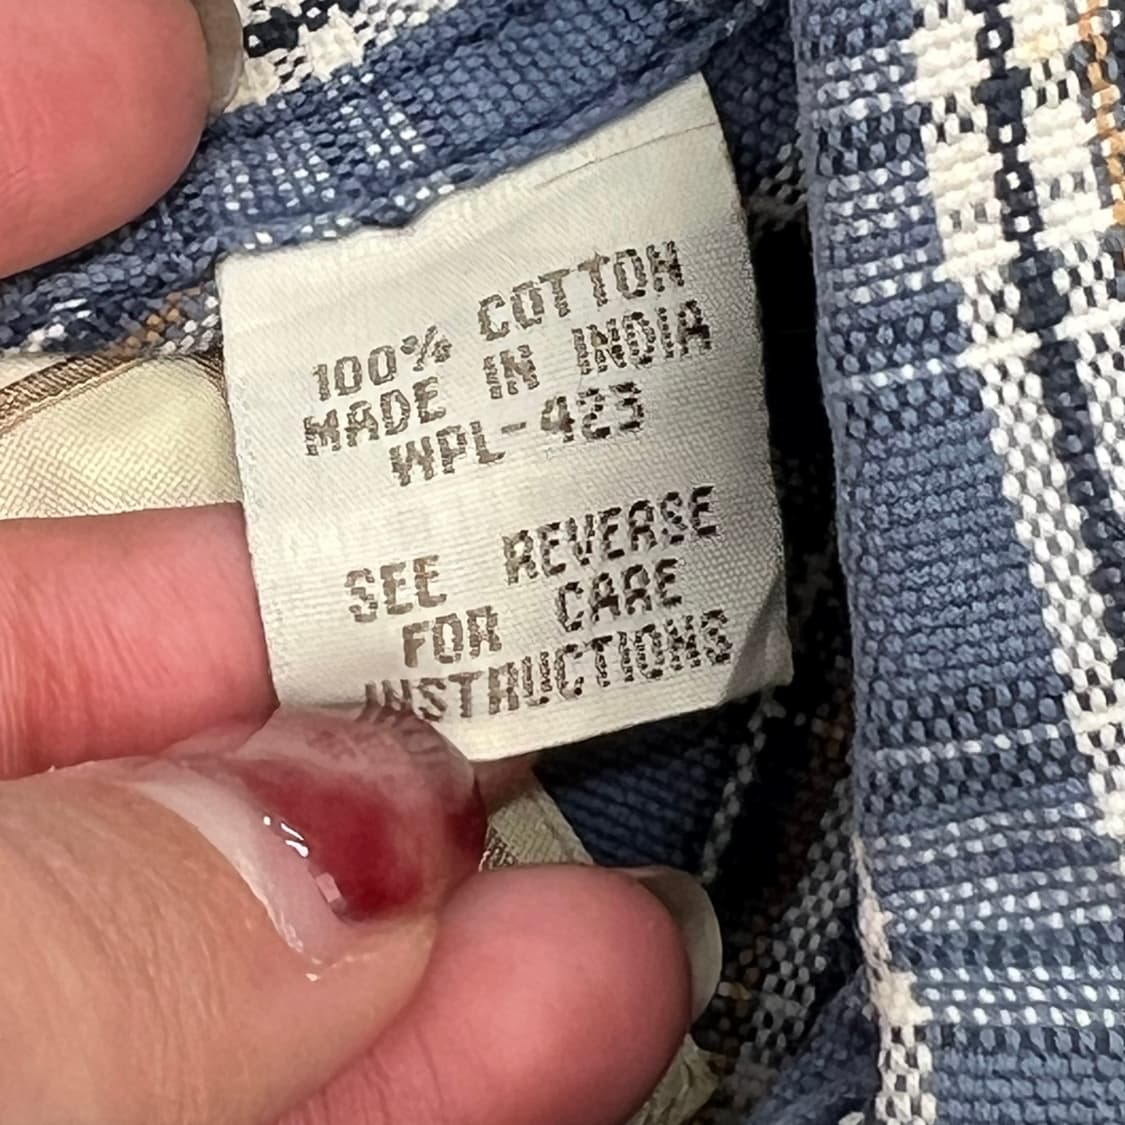 100% COTTON
MADE IN INDIA
WPL-423
SEE REVERSE
FOR CARE
INSTRUCTIONS